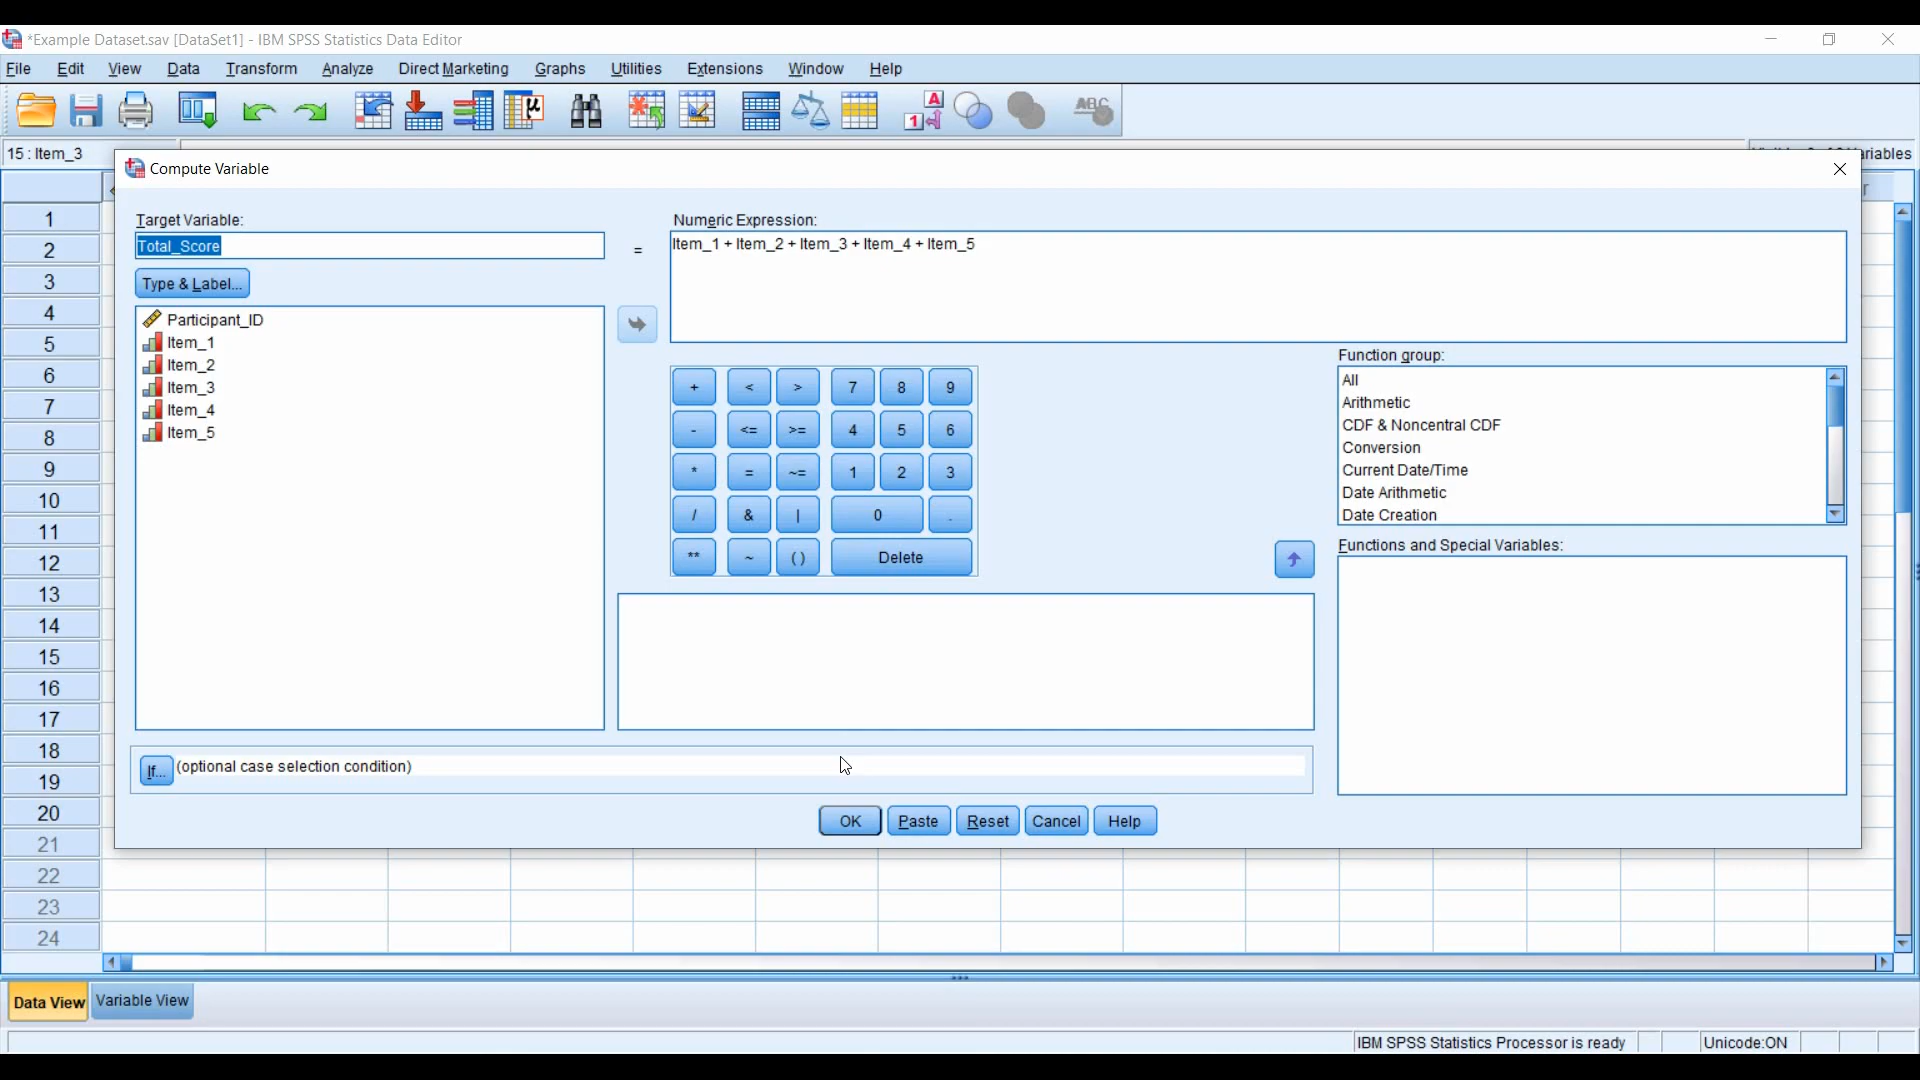 *Example Dataset.sav [DataSet1] - IBM SPSS Statistics Data Editor
File Edit View Data Transform Analyze Direct Marketing Graphs Utilities Extensions Window Help
15 : Item_3
ariables
Compute Variable
Target Variable:
Total_Score
=
Numeric Expression:
Item_1 + Item_2 + Item_3 + Item_4 + Item_5
Type & Label...
Participant_ID
Item_1
Item_2
Item_3
Item_4
Item_5
+ < > 7 8 9
- <= >= 4 5 6
* = ~= 1 2 3
/ & | 0 .
** ~ ( ) Delete
Function group:
All
Arithmetic
CDF & Noncentral CDF
Conversion
Current Date/Time
Date Arithmetic
Date Creation
Functions and Special Variables:
If... (optional case selection condition)
OK Paste Reset Cancel Help
1
2
3
4
5
6
7
8
9
10
11
12
13
14
15
16
17
18
19
20
21
22
23
24
Data View Variable View
IBM SPSS Statistics Processor is ready Unicode:ON